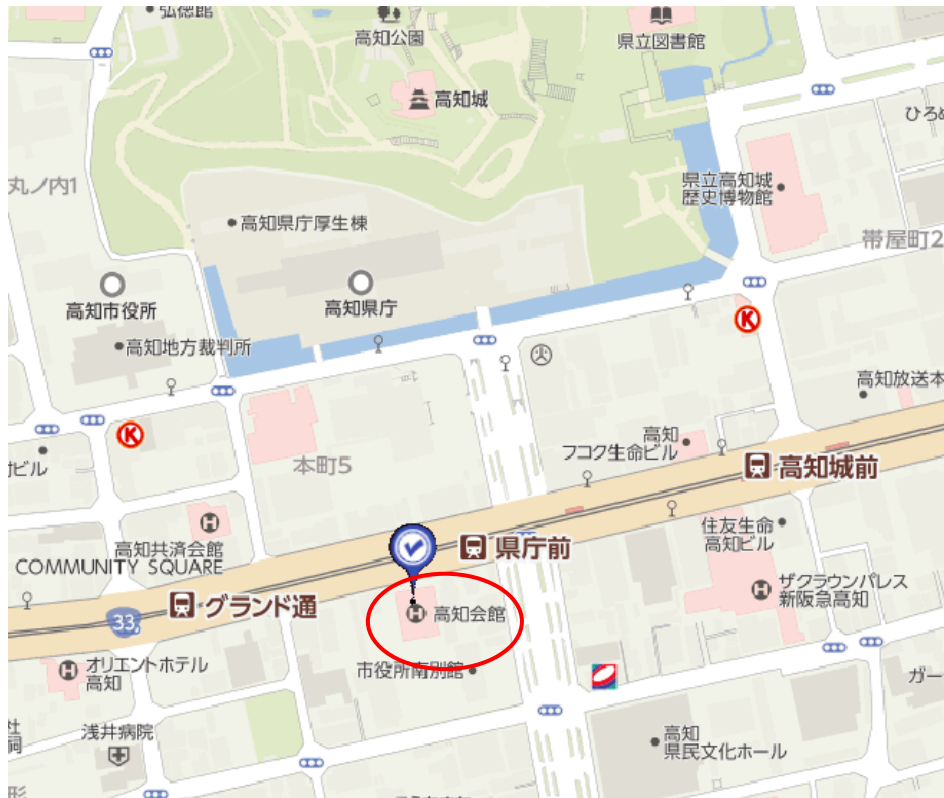 弘徳館
高知公園
県立図書館
高知城
丸ノ内1
県立高知城
歴史博物館
高知県庁厚生棟
帯屋町2
高知市役所
高知県庁
K
高知地方裁判所
高知放送本
K
高知
フコク生命ビル
ビル
本町5
高知城前
H
高知共済会館
COMMUNITY SQUARE
県庁前
住友生命
高知ビル
H
ザクラウンパレス
新阪急高知
グランド通
33
H
高知会館
H
オリエントホテル
高知
市役所南別館
ガー
浅井病院
高知
県民文化ホール